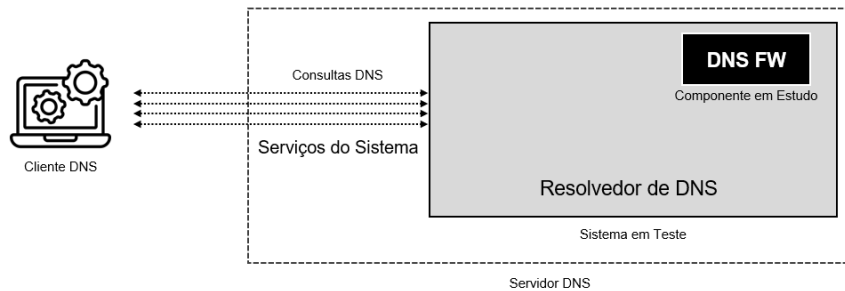 DNS FW
Componente em Estudo
Consultas DNS
Serviços do Sistema
Cliente DNS
Resolvedor de DNS
Sistema em Teste
Servidor DNS